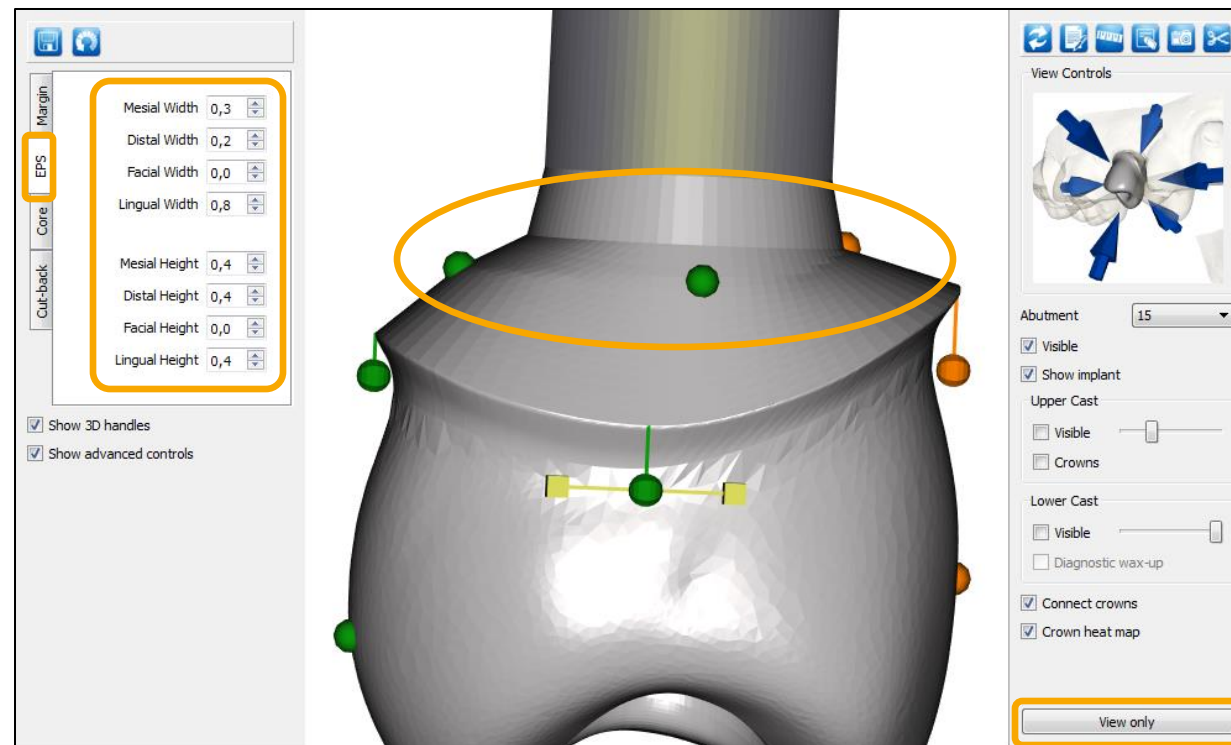 Margin
EPS
Core
Cut-back
Mesial Width 0,3
Distal Width 0,2
Facial Width 0,0
Lingual Width 0,8
Mesial Height 0,4
Distal Height 0,4
Facial Height 0,0
Lingual Height 0,4
Show 3D handles
Show advanced controls
View Controls
Abutment 15
Visible
Show implant
Upper Cast
Visible
Crowns
Lower Cast
Visible
Diagnostic wax-up
Connect crowns
Crown heat map
View only